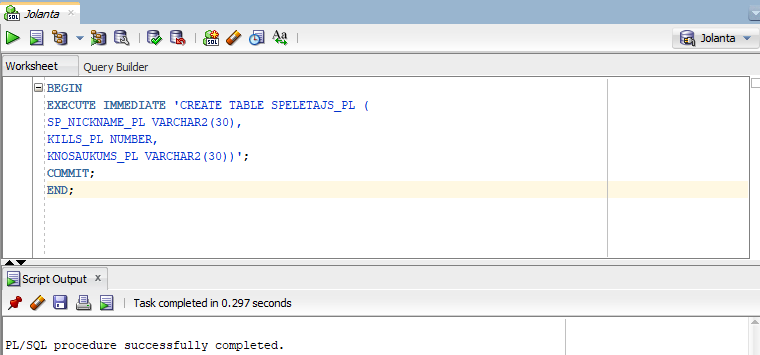 Jolanta
Jolanta
Worksheet Query Builder
BEGIN
EXECUTE IMMEDIATE 'CREATE TABLE SPELETAJS_PL (
SP_NICKNAME_PL VARCHAR2(30),
KILLS_PL NUMBER,
KNOSAUKUMS_PL VARCHAR2(30))';
COMMIT;
END;
Script Output x
Task completed in 0.297 seconds
PL/SQL procedure successfully completed.